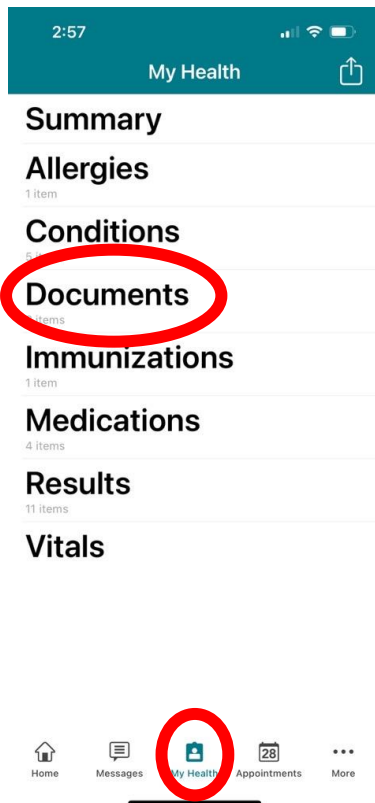 2:57
My Health
Summary
Allergies
1 item
Conditions
Documents
items
Immunizations
1 item
Medications
4 items
Results
11 items
Vitals
28
Home Messages My Health Appointments More